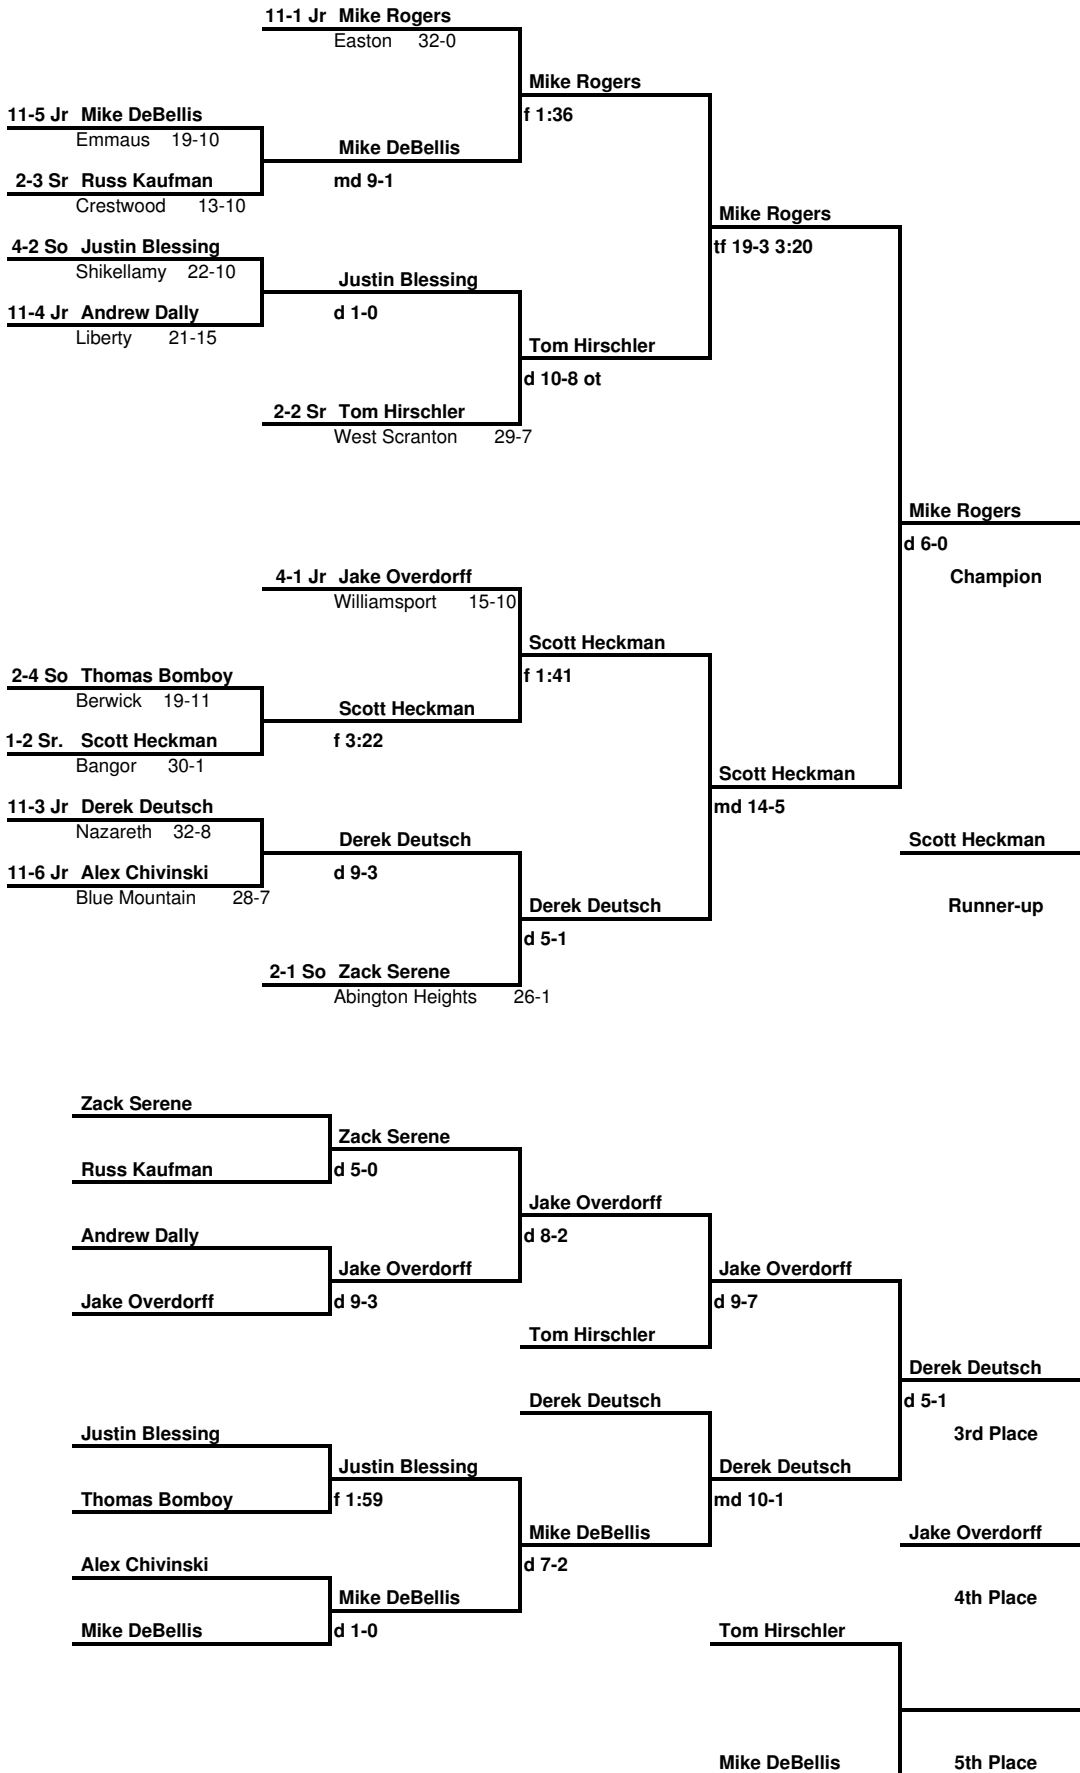 11-1 Jr Mike Rogers
Easton 32-0
Mike Rogers
11-5 Jr Mike DeBellis
f 1:36
Emmaus 19-10
Mike DeBellis
2-3 Sr Russ Kaufman
md 9-1
Crestwood 13-10
Mike Rogers
4-2 So Justin Blessing
tf 19-3 3:20
Shikellamy 22-10
Justin Blessing
11-4 Jr Andrew Dally
d 1-0
Liberty 21-15
Tom Hirschler
d 10-8 ot
2-2 Sr Tom Hirschler
West Scranton 29-7
Mike Rogers
d 6-0
4-1 Jr Jake Overdorff
Champion
Williamsport 15-10
Scott Heckman
2-4 So Thomas Bomboy
f 1:41
Berwick 19-11
Scott Heckman
1-2 Sr. Scott Heckman
f 3:22
Bangor 30-1
Scott Heckman
11-3 Jr Derek Deutsch
md 14-5
Nazareth 32-8
Derek Deutsch
Scott Heckman
11-6 Jr Alex Chivinski
d 9-3
Blue Mountain 28-7
Derek Deutsch
Runner-up
d 5-1
2-1 So Zack Serene
Abington Heights 26-1
Zack Serene
Zack Serene
Russ Kaufman
d 5-0
Jake Overdorff
Andrew Dally
d 8-2
Jake Overdorff
Jake Overdorff
Jake Overdorff
d 9-3
d 9-7
Tom Hirschler
Derek Deutsch
Derek Deutsch
d 5-1
Justin Blessing
3rd Place
Justin Blessing
Derek Deutsch
Thomas Bomboy
f 1:59
md 10-1
Mike DeBellis
Jake Overdorff
Alex Chivinski
d 7-2
Mike DeBellis
4th Place
Mike DeBellis
d 1-0
Tom Hirschler
Mike DeBellis
5th Place